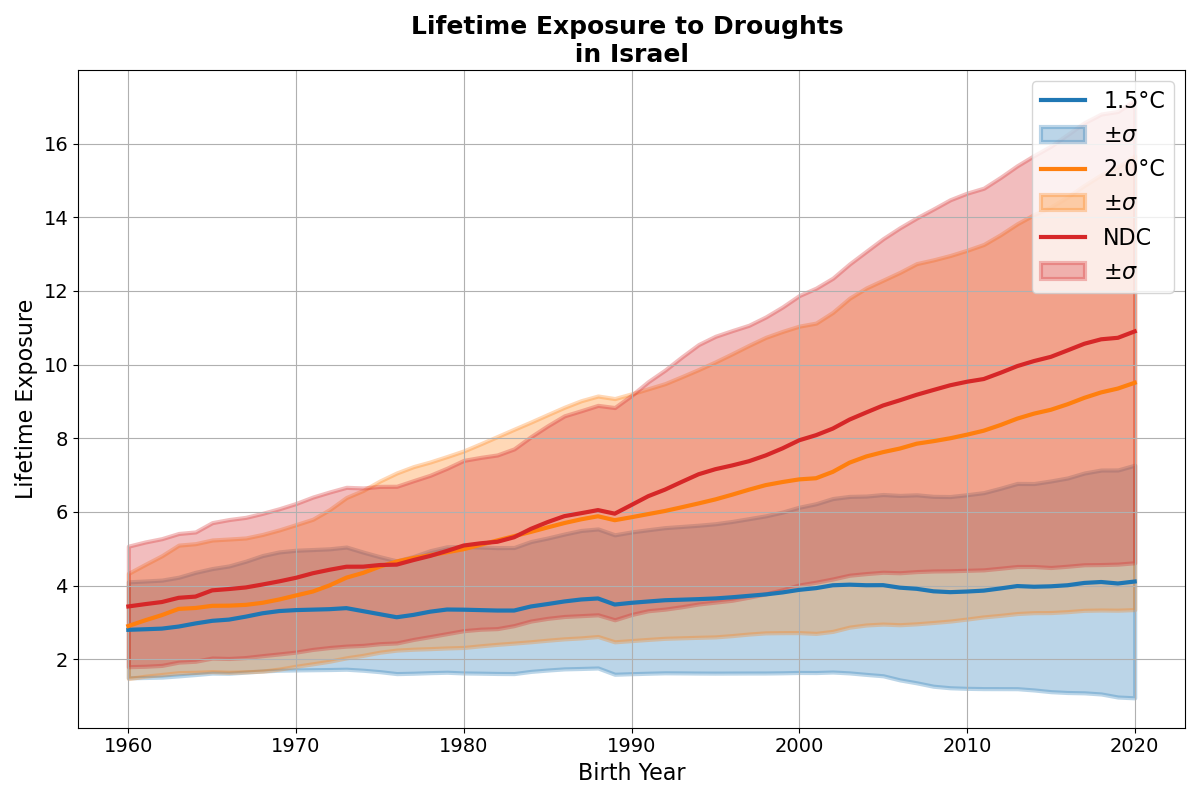 Lifetime Exposure to Droughts
in Israel
Lifetime Exposure
16
14
12
10
8
6
4
2
1.5°C
±σ
2.0°C
±σ
NDC
±σ
1960
1970
1980
1990
2000
2010
2020
Birth Year